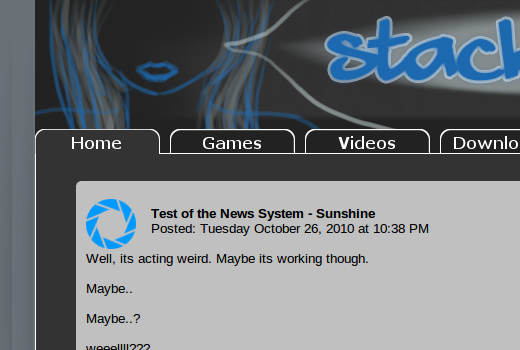 stack
Home
Games
Videos
Downlo
Test of the News System - Sunshine
Posted: Tuesday October 26, 2010 at 10:38 PM
Well, its acting weird. Maybe its working though.
Maybe..
Maybe..?
weeellll???